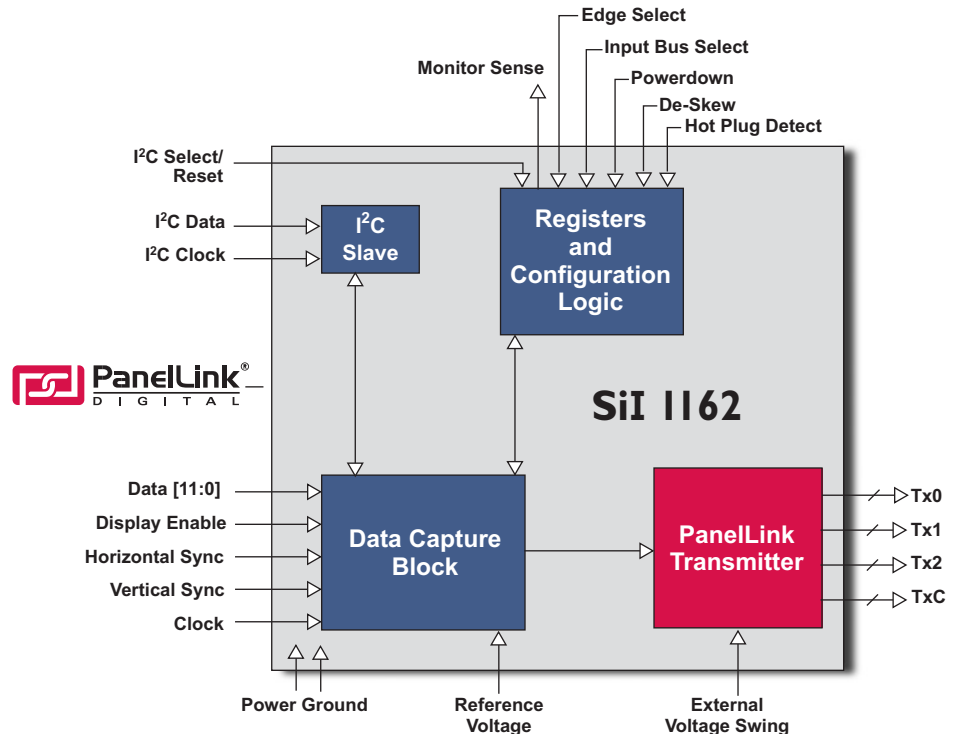 Edge Select
Input Bus Select
Monitor Sense
Powerdown
De-Skew
Hot Plug Detect
I²C Select/
Reset
I²C Data
I²C Clock
I²C
Slave
Registers
and
Configuration
Logic
PanelLink®
DIGITAL
SiI 1162
Data [11:0]
Display Enable
Horizontal Sync
Vertical Sync
Clock
Data Capture
Block
PanelLink
Transmitter
Tx0
Tx1
Tx2
TxC
Power Ground
Reference
Voltage
External
Voltage Swing